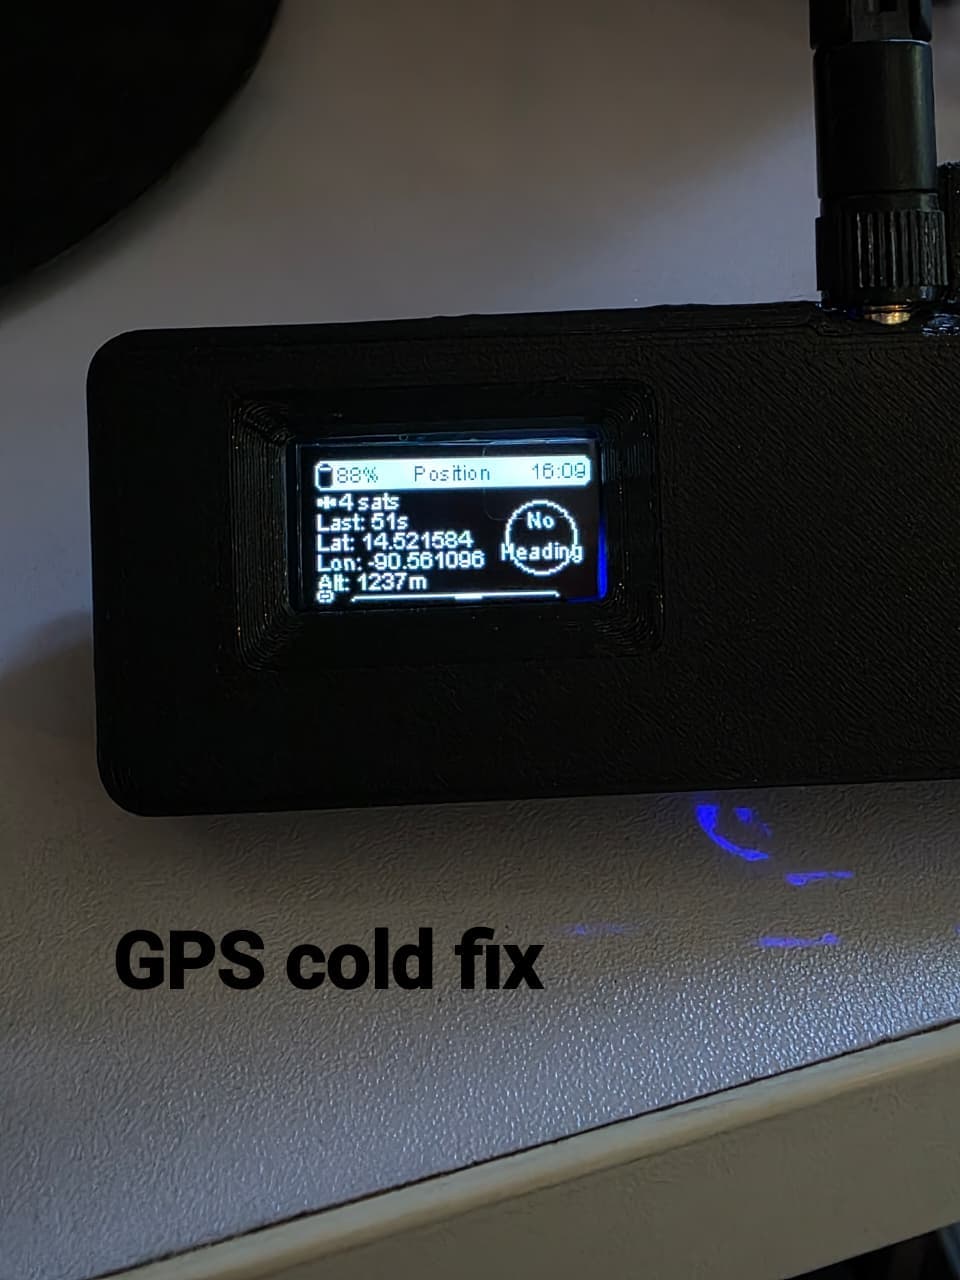 88% Position 16:09
4 sats
Last: 51s
Lat: 14.521584
Lon: -90.561096
Alt: 1237m
No
Heading
GPS cold fix